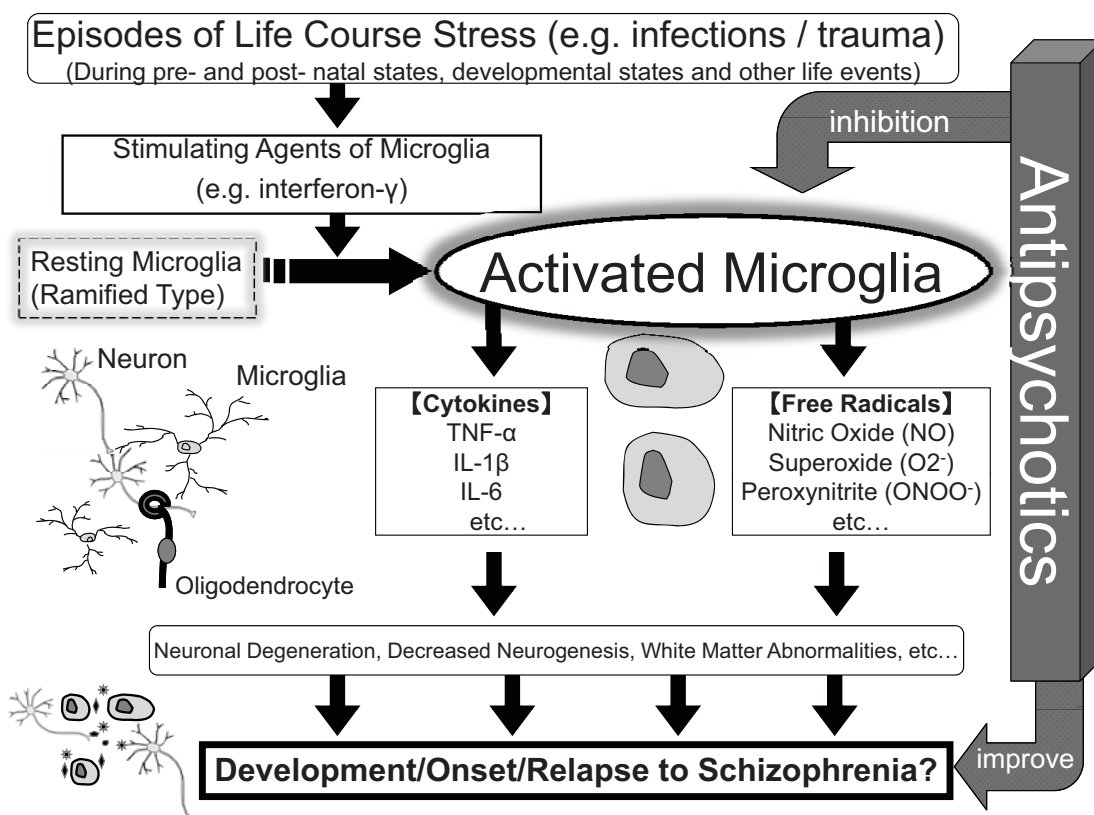 Episodes of Life Course Stress (e.g. infections / trauma)
(During pre- and post- natal states, developmental states and other life events)
inhibition
Stimulating Agents of Microglia
(e.g. interferon-γ)
Antipsychotics
Resting Microglia
(Ramified Type)
Activated Microglia
Neuron
Microglia
Oligodendrocyte
【Cytokines】
TNF-α
IL-1β
IL-6
etc…
【Free Radicals】
Nitric Oxide (NO)
Superoxide (O2⁻)
Peroxynitrite (ONOO⁻)
etc…
Neuronal Degeneration, Decreased Neurogenesis, White Matter Abnormalities, etc…
Development/Onset/Relapse to Schizophrenia?
improve